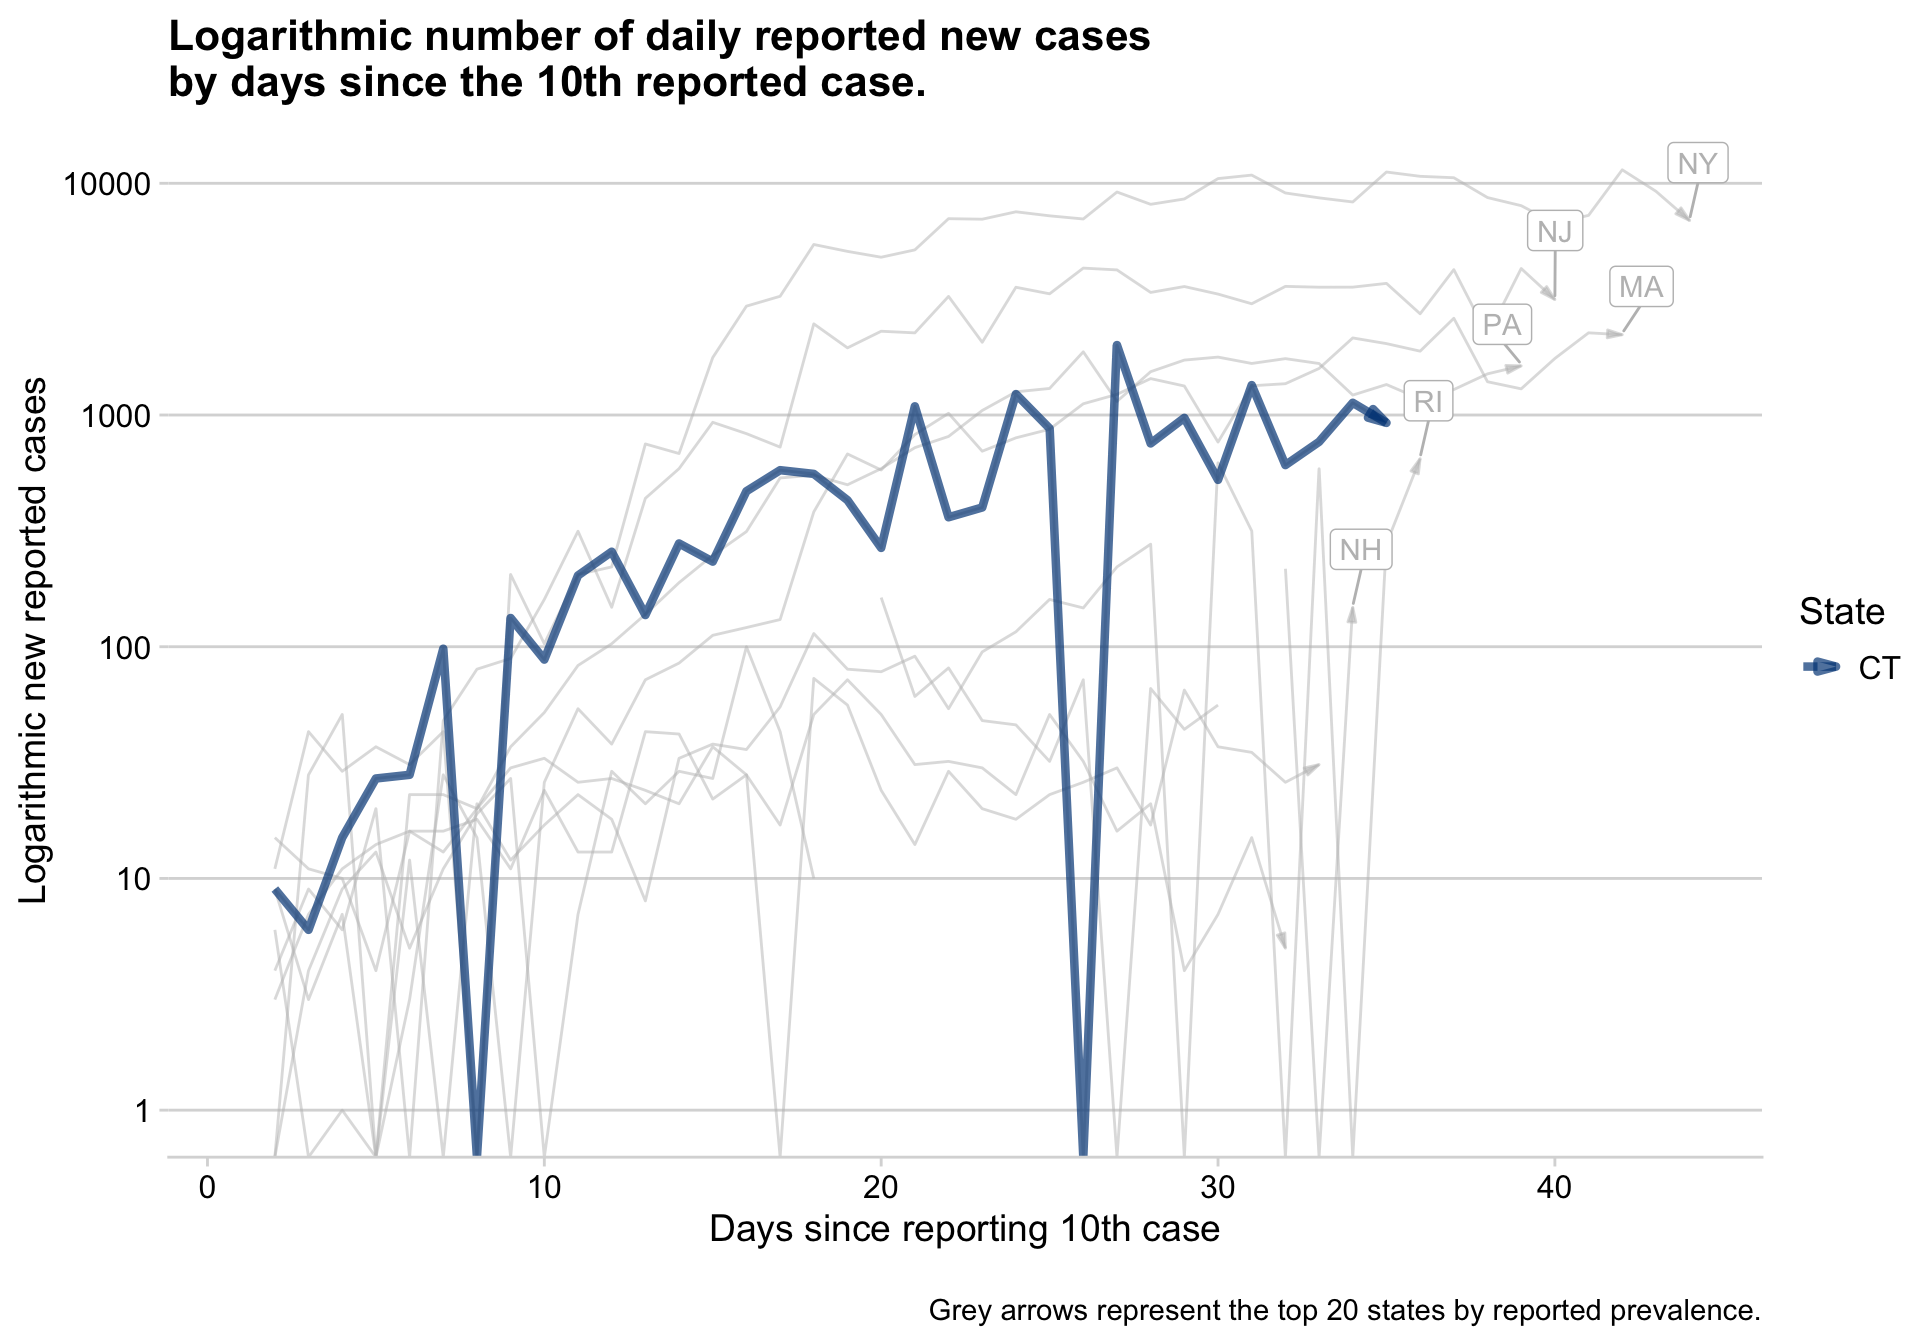 Logarithmic number of daily reported new cases
by days since the 10th reported case.
Logarithmic new reported cases
10000
1000
100
10
1
NY
NJ
MA
PA
RI
NH
State
CT
0
10
20
30
40
Days since reporting 10th case
Grey arrows represent the top 20 states by reported prevalence.